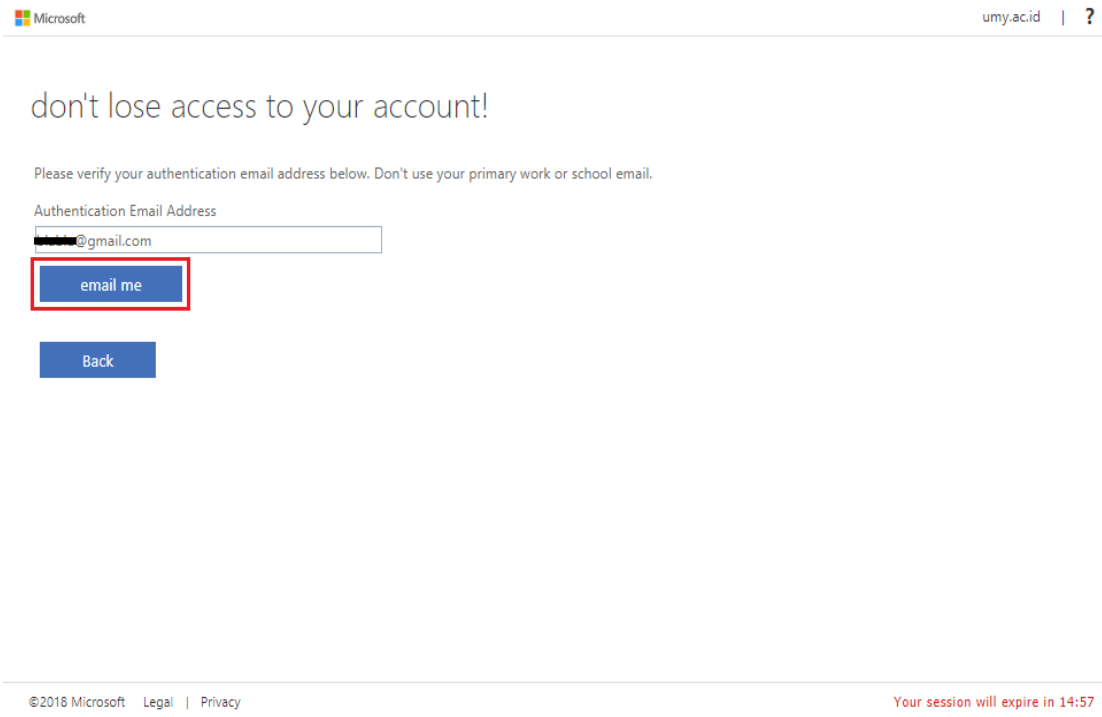 Microsoft
umy.ac.id | ?
don't lose access to your account!
Please verify your authentication email address below. Don't use your primary work or school email.
Authentication Email Address
@gmail.com
email me
Back
©2018 Microsoft Legal | Privacy
Your session will expire in 14:57